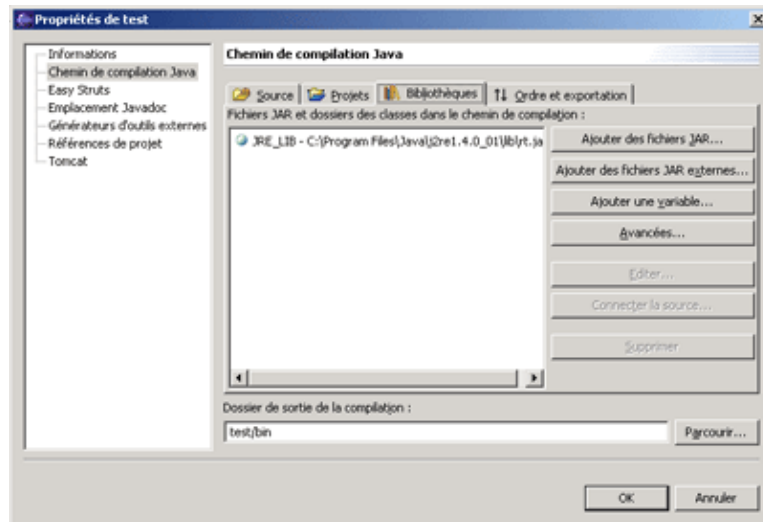 Propriétés de test
Informations
Chemin de compilation Java
Easy Struts
Emplacement Javadoc
Générateurs d'outils externes
Références de projet
Tomcat
Chemin de compilation Java
Source
Projets
Bibliothèques
Ordre et exportation
Fichiers JAR et dossiers des classes dans le chemin de compilation :
JRE_LIB - C:\Program Files\Java\j2re1.4.0_01\lib\rt.ja
Ajouter des fichiers JAR...
Ajouter des fichiers JAR externes...
Ajouter une variable...
Avancées...
Editer...
Connecter la source...
Supprimer
Dossier de sortie de la compilation :
test/bin
Parcourir...
OK
Annuler